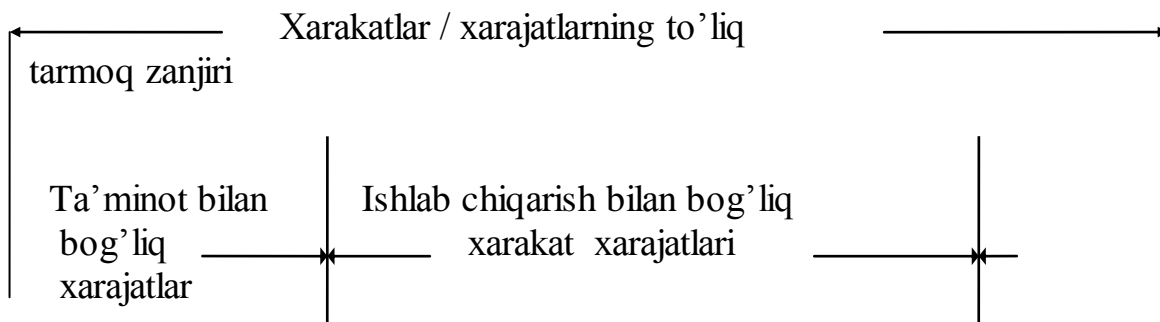 Xarakatlar / xarajatlarning to’liq
tarmoq zanjiri
Ta’minot bilan
bog’liq
xarajatlar
Ishlab chiqarish bilan bog’liq
xarakat xarajatlari